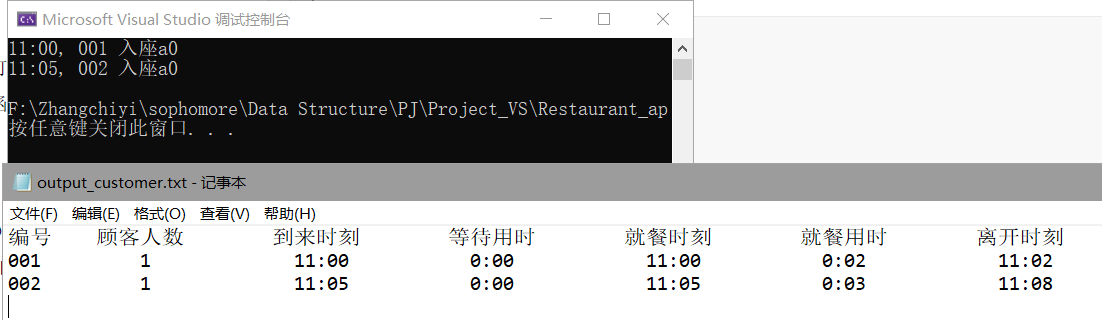 Microsoft Visual Studio 调试控制台
11:00, 001 入座a0
11:05, 002 入座a0
F:\Zhangchiyi\sophomore\Data Structure\PJ\Project_VS\Restaurant_ap
按任意键关闭此窗口. . .
output_customer.txt - 记事本
文件(F) 编辑(E) 格式(O) 查看(V) 帮助(H)
编号 顾客人数 到来时刻 等待用时 就餐时刻 就餐用时 离开时刻
001 1 11:00 0:00 11:00 0:02 11:02
002 1 11:05 0:00 11:05 0:03 11:08